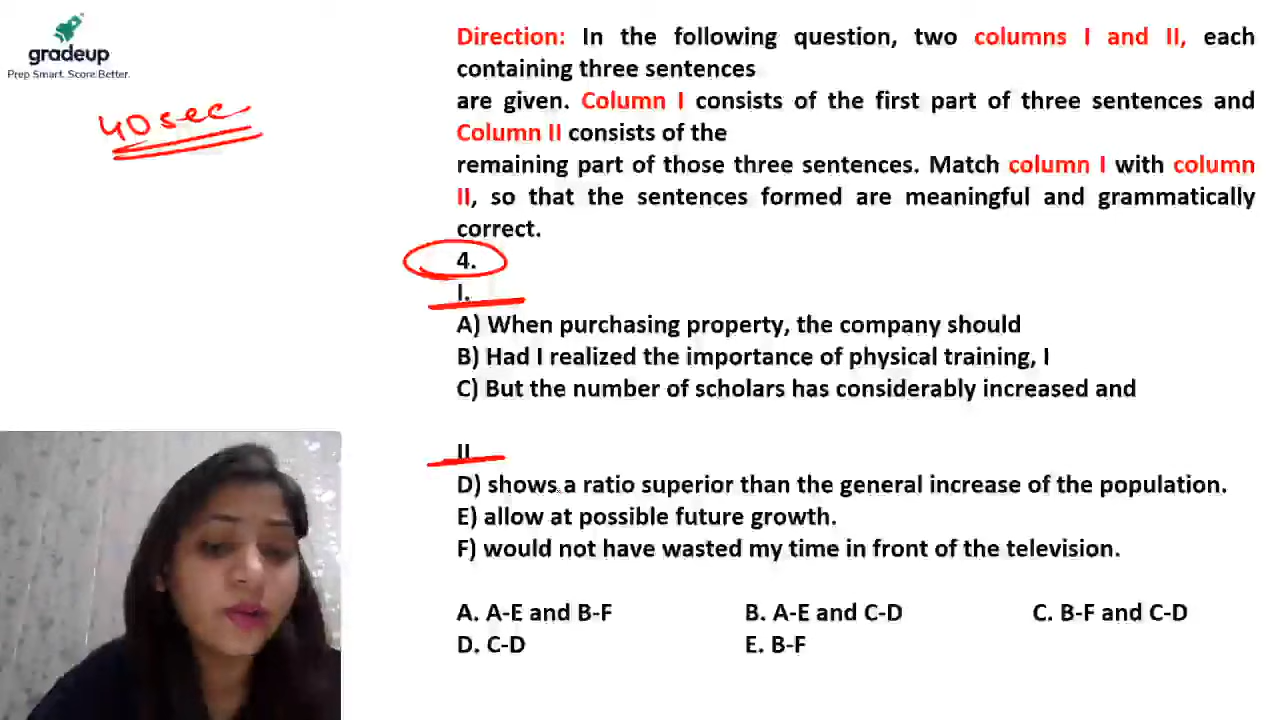 gradeup
Prep Smart. Score Better.
40 sec
Direction: In the following question, two columns I and II, each
containing three sentences
are given. Column I consists of the first part of three sentences and
Column II consists of the
remaining part of those three sentences. Match column I with column
II, so that the sentences formed are meaningful and grammatically
correct.
4.
I.
A) When purchasing property, the company should
B) Had I realized the importance of physical training, I
C) But the number of scholars has considerably increased and
II
D) shows a ratio superior than the general increase of the population.
E) allow at possible future growth.
F) would not have wasted my time in front of the television.
A. A-E and B-F B. A-E and C-D C. B-F and C-D
D. C-D E. B-F